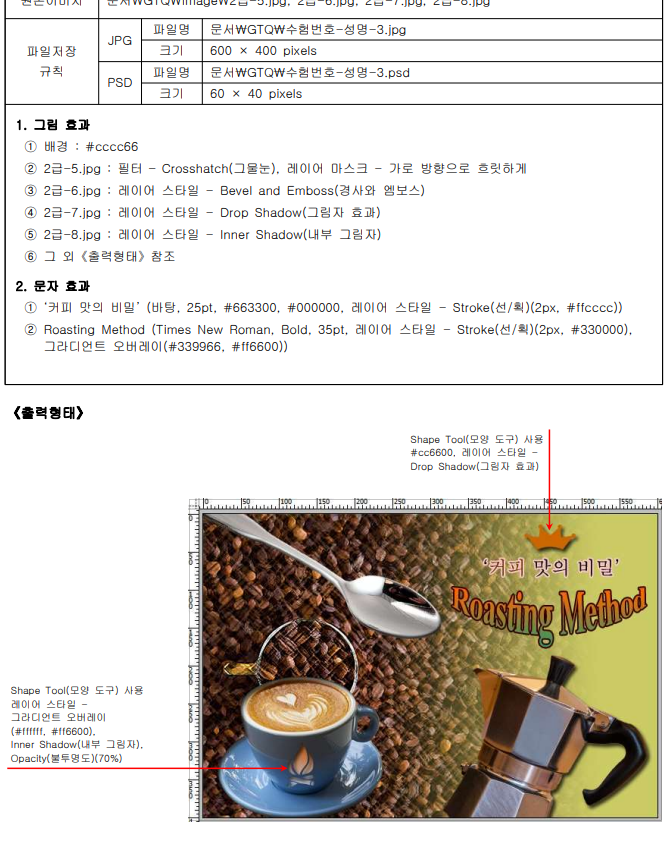 원본이미지 문서₩GTQ₩image₩2급-5.jpg, 2급-6.jpg, 2급-7.jpg, 2급-8.jpg
파일저장 규칙 JPG 파일명 문서₩GTQ₩수험번호-성명-3.jpg
크기 600 × 400 pixels
PSD 파일명 문서₩GTQ₩수험번호-성명-3.psd
크기 60 × 40 pixels
1. 그림 효과
① 배경 : #cccc66
② 2급-5.jpg : 필터 - Crosshatch(그물눈), 레이어 마스크 - 가로 방향으로 흐릿하게
③ 2급-6.jpg : 레이어 스타일 - Bevel and Emboss(경사와 엠보스)
④ 2급-7.jpg : 레이어 스타일 - Drop Shadow(그림자 효과)
⑤ 2급-8.jpg : 레이어 스타일 - Inner Shadow(내부 그림자)
⑥ 그 외《출력형태》참조
2. 문자 효과
① ‘커피 맛의 비밀’ (바탕, 25pt, #663300, #000000, 레이어 스타일 - Stroke(선/획)(2px, #ffcccc))
② Roasting Method (Times New Roman, Bold, 35pt, 레이어 스타일 - Stroke(선/획)(2px, #330000),
그라디언트 오버레이(#339966, #ff6600))
《출력형태》
Shape Tool(모양 도구) 사용
#cc6600, 레이어 스타일 -
Drop Shadow(그림자 효과)
0 50 100 150 200 250 300 350 400 450 500 550 6
‘커피 맛의 비밀’
Roasting Method
Shape Tool(모양 도구) 사용
레이어 스타일 -
그라디언트 오버레이
(#ffffff, #ff6600),
Inner Shadow(내부 그림자),
Opacity(불투명도)(70%)